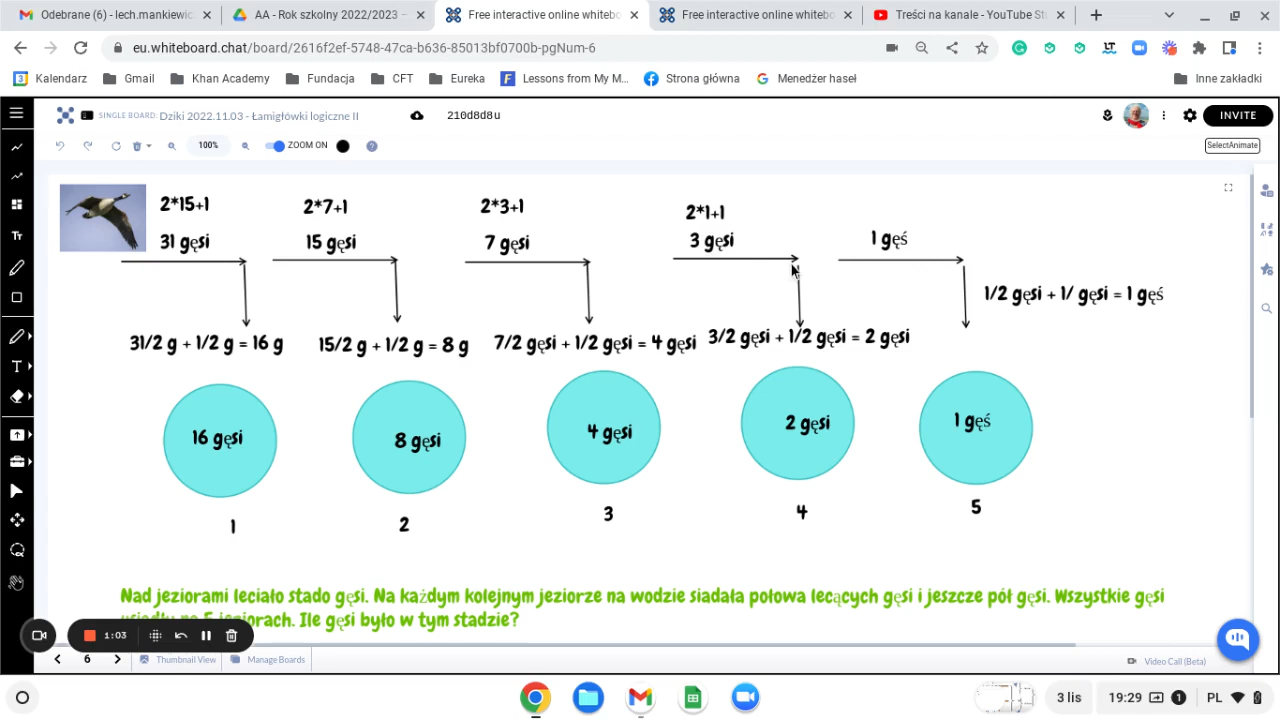 Odebrane (6) - lech.mankiewic
AA - Rok szkolny 2022/2023 –
Free interactive online whitebo
Free interactive online whitebo
Treści na kanale - YouTube St
eu.whiteboard.chat/board/2616f2ef-5748-47ca-b636-85013bf0700b-pgNum-6
Kalendarz
Gmail
Khan Academy
Fundacja
CFT
Eureka
Lessons from My M...
Strona główna
Menedżer haseł
Inne zakładki
SINGLE BOARD: Dziki 2022.11.03 - Łamigłówki logiczne II
210d8d8u
INVITE
100%
ZOOM ON
SelectAnimate
2*15+1
2*7+1
2*3+1
2*1+1
31 gęsi
15 gęsi
7 gęsi
3 gęsi
1 gęś
1/2 gęsi + 1/ gęsi = 1 gęś
31/2 g + 1/2 g = 16 g
15/2 g + 1/2 g = 8 g
7/2 gęsi + 1/2 gęsi = 4 gęsi
3/2 gęsi + 1/2 gęsi = 2 gęsi
16 gęsi
8 gęsi
4 gęsi
2 gęsi
1 gęś
1
2
3
4
5
Nad jeziorami leciało stado gęsi. Na każdym kolejnym jeziorze na wodzie siadała połowa lecących gęsi i jeszcze pół gęsi. Wszystkie gęsi
usiadły na 5 jeziorach. Ile gęsi było w tym stadzie?
1:03
6
Thumbnail View
Manage Boards
Video Call (Beta)
3 lis
19:29
1
PL